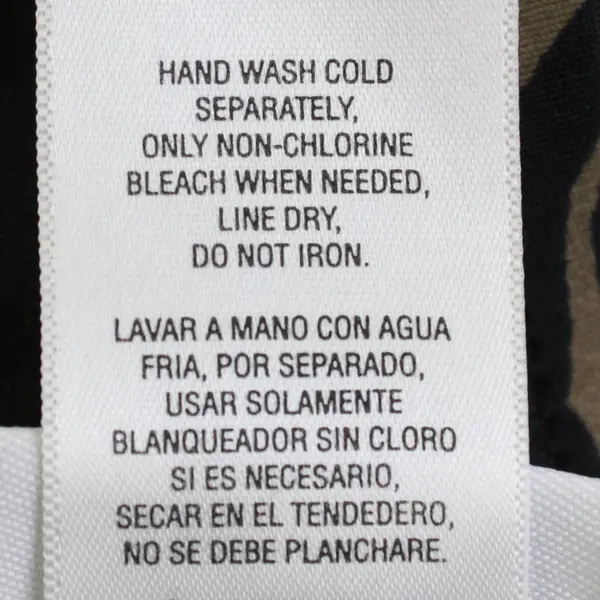 HAND WASH COLD
SEPARATELY,
ONLY NON-CHLORINE
BLEACH WHEN NEEDED,
LINE DRY,
DO NOT IRON.
LAVAR A MANO CON AGUA
FRIA, POR SEPARADO,
USAR SOLAMENTE
BLANQUEADOR SIN CLORO
SI ES NECESARIO,
SECAR EN EL TENDEDERO,
NO SE DEBE PLANCHARE.